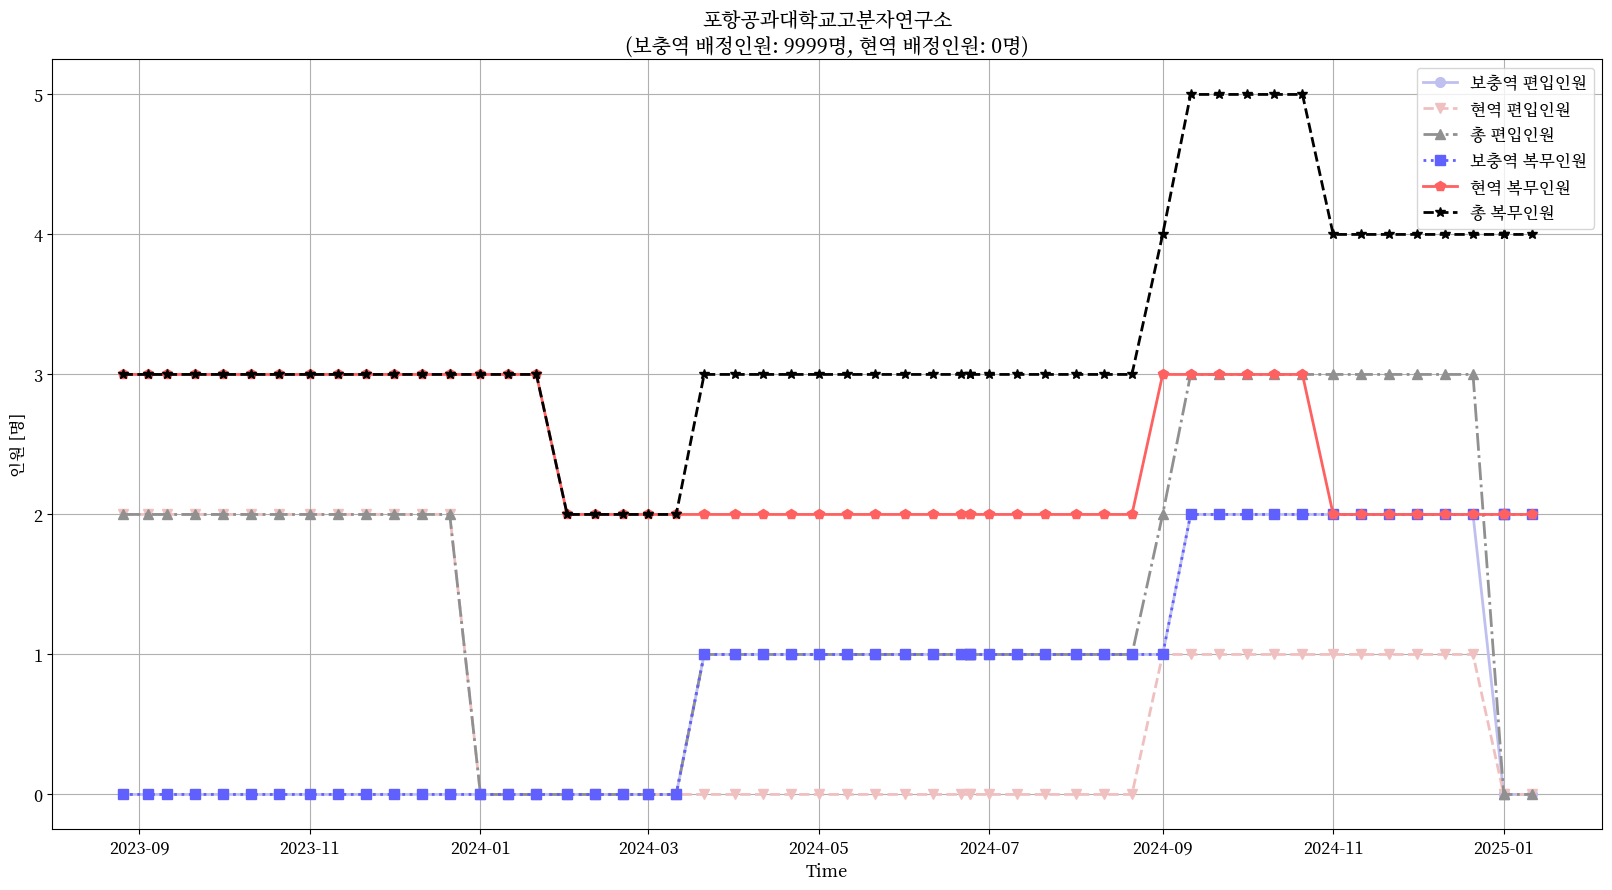 포항공과대학교고분자연구소
(보충역 배정인원: 9999명, 현역 배정인원: 0명)
보충역 편입인원
현역 편입인원
총 편입인원
보충역 복무인원
현역 복무인원
총 복무인원
인원 [명]
5
4
3
2
1
0
2023-09
2023-11
2024-01
2024-03
2024-05
2024-07
2024-09
2024-11
2025-01
Time